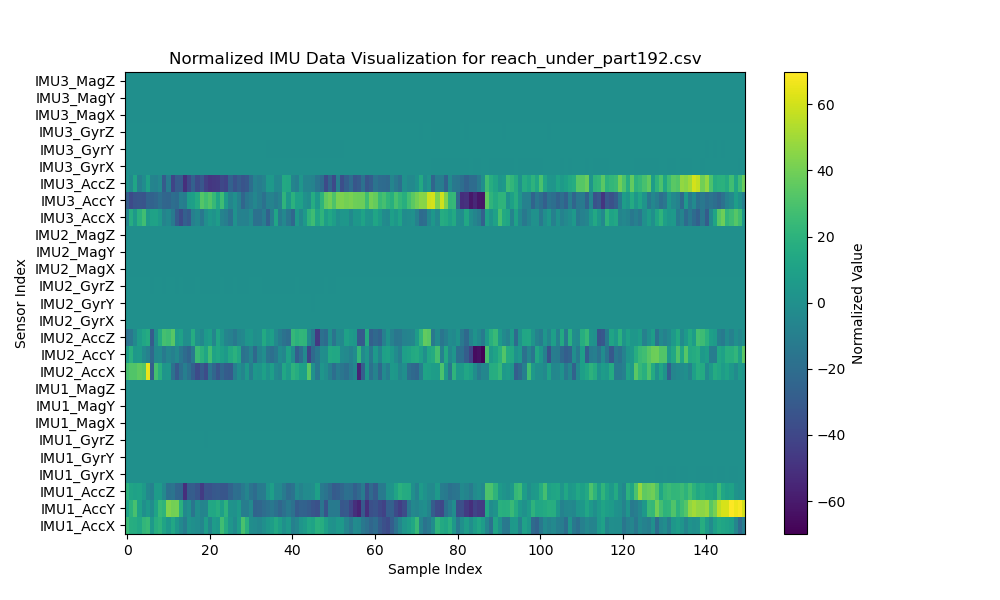 Normalized IMU Data Visualization for reach_under_part192.csv
IMU3_MagZ
IMU3_MagY
IMU3_MagX
IMU3_GyrZ
IMU3_GyrY
IMU3_GyrX
IMU3_AccZ
IMU3_AccY
IMU3_AccX
IMU2_MagZ
IMU2_MagY
IMU2_MagX
IMU2_GyrZ
IMU2_GyrY
IMU2_GyrX
IMU2_AccZ
IMU2_AccY
IMU2_AccX
IMU1_MagZ
IMU1_MagY
IMU1_MagX
IMU1_GyrZ
IMU1_GyrY
IMU1_GyrX
IMU1_AccZ
IMU1_AccY
IMU1_AccX
Sensor Index
0 20 40 60 80 100 120 140
Sample Index
60
40
20
0
−20
−40
−60
Normalized Value